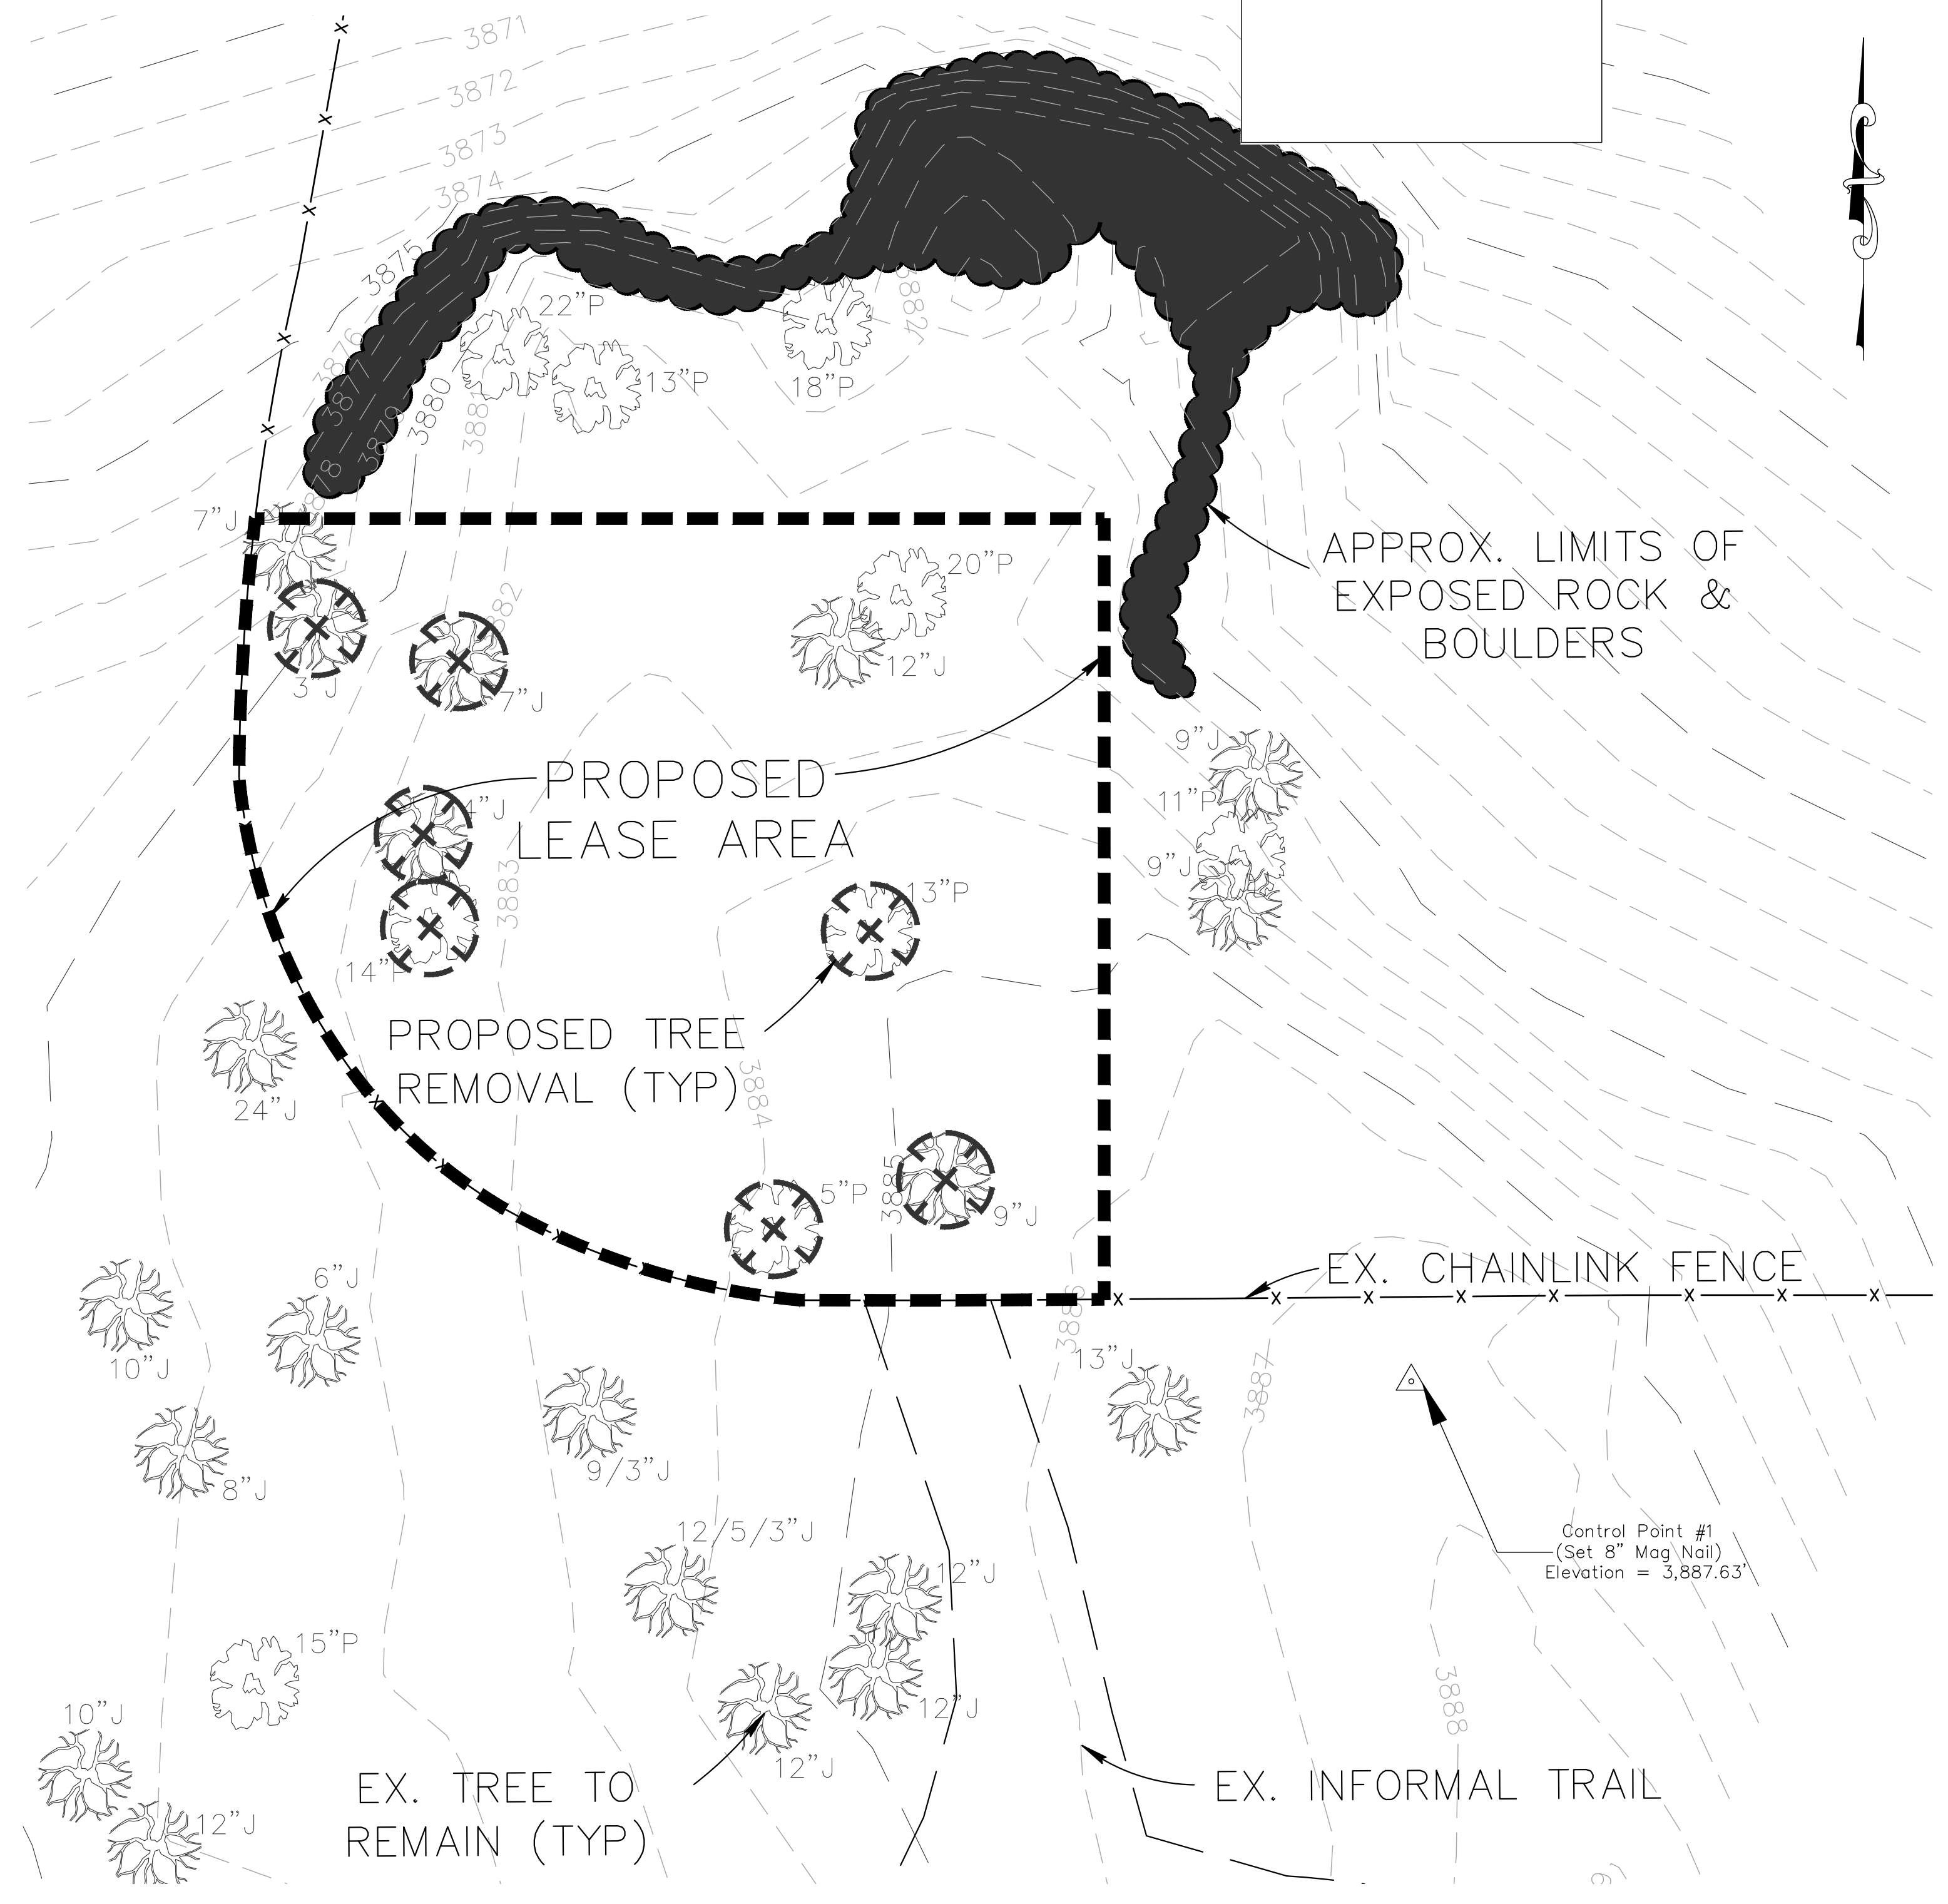 3871
3872
3873
3874
3875
3876
3877
3879
3880
3881
3882
22"P
13"P
18"P
7"J
3"J
7"J
882
20"P
12"J
APPROX. LIMITS OF
EXPOSED ROCK &
BOULDERS
9"J
11"P
9"J
PROPOSED
LEASE AREA
4"J
3883
14"P
13"P
PROPOSED TREE
REMOVAL (TYP)
3884
24"J
5"P
3885
9"J
EX. CHAINLINK FENCE
3886
13"J
3887
10"J
6"J
8"J
9/3"J
12/5/3"J
12"J
12"J
12"J
Control Point #1
(Set 8" Mag Nail)
Elevation = 3,887.63'
15"P
10"J
12"J
3888
EX. TREE TO
REMAIN (TYP)
EX. INFORMAL TRAIL